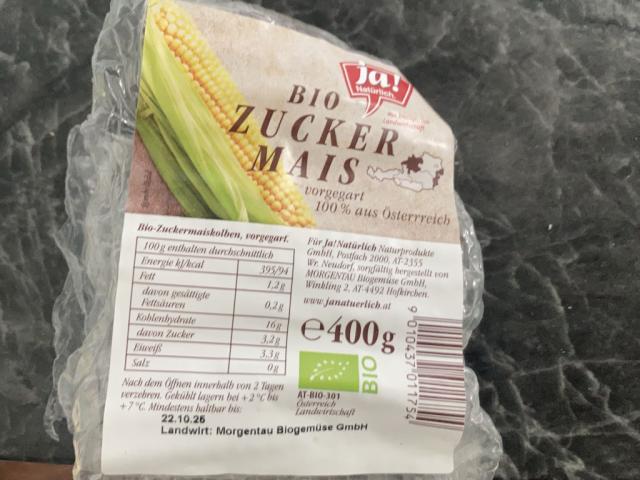 ja!
Natürlich.
BIO
ZUCKER
MAIS
vorgegart
100% aus Österrreich
Bio-Zuckermaiskolben, vorgegart.
100g enthalten durchschnittlich
Energie kJ/kcal 395/94
Fett 1,2g
davon gesättigte
Fettsäuren 0,2g
Kohlenhydrate 16g
davon Zucker 3,2g
Eiweiß 3,3g
Salz 0g
Nach dem Öffnen innerhalb von 2 Tagen
verzehren. Gekühlt lagern bei +2°C bis
+7°C. Mindestens haltbar bis:
22.10.25
Landwirt: Morgentau Biogemüse GmbH
Für Ja! Natürlich Naturprodukte
GmbH, Postfach 2000, AT-2355
Wr. Neudorf, sorgfältig hergestellt von
MORGENTAU Biogemüse GmbH,
Winkling 2, AT-4492 Hofkirchen.
www.janatuerlich.at
e400g
BIO
AT-BIO-301
Österreich
Landwirtschaft
9 010437 011754